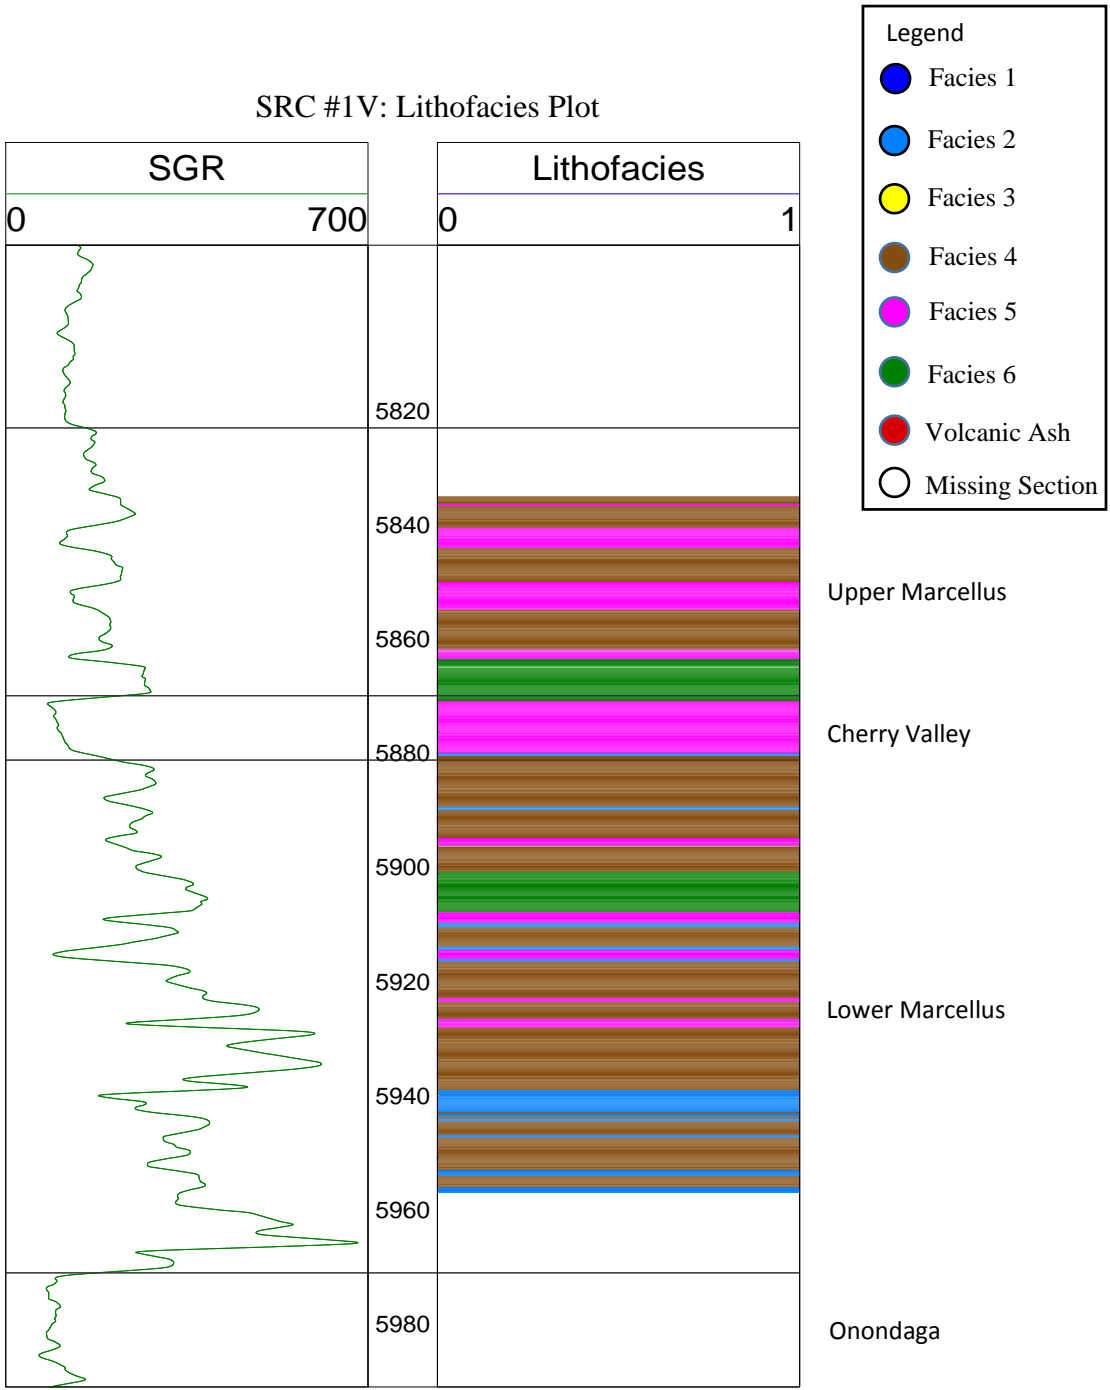 Legend
Facies 1
SRC #1V: Lithofacies Plot
Facies 2
SGR
Lithofacies
Facies 3
0 700 0 1
Facies 4
Facies 5
Facies 6
5820
Volcanic Ash
Missing Section
5840
Upper Marcellus
5860
Cherry Valley
5880
5900
5920
Lower Marcellus
5940
5960
5980
Onondaga